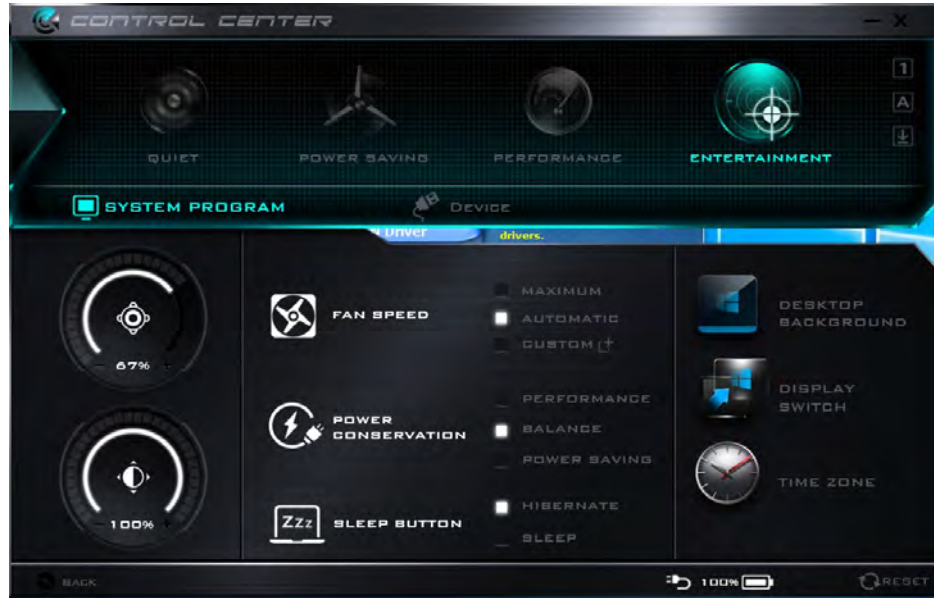 CONTROL CENTER
1
A
QUIET
POWER SAVING
PERFORMANCE
ENTERTAINMENT
SYSTEM PROGRAM
DEVICE
N Driver
drivers.
67%
FAN SPEED
MAXIMUM
AUTOMATIC
CUSTOM
POWER
CONSERVATION
PERFORMANCE
BALANCE
POWER SAVING
100%
ZZz
SLEEP BUTTON
HIBERNATE
SLEEP
DESKTOP
BACKGROUND
DISPLAY
SWITCH
TIME ZONE
BACK
100%
RESET